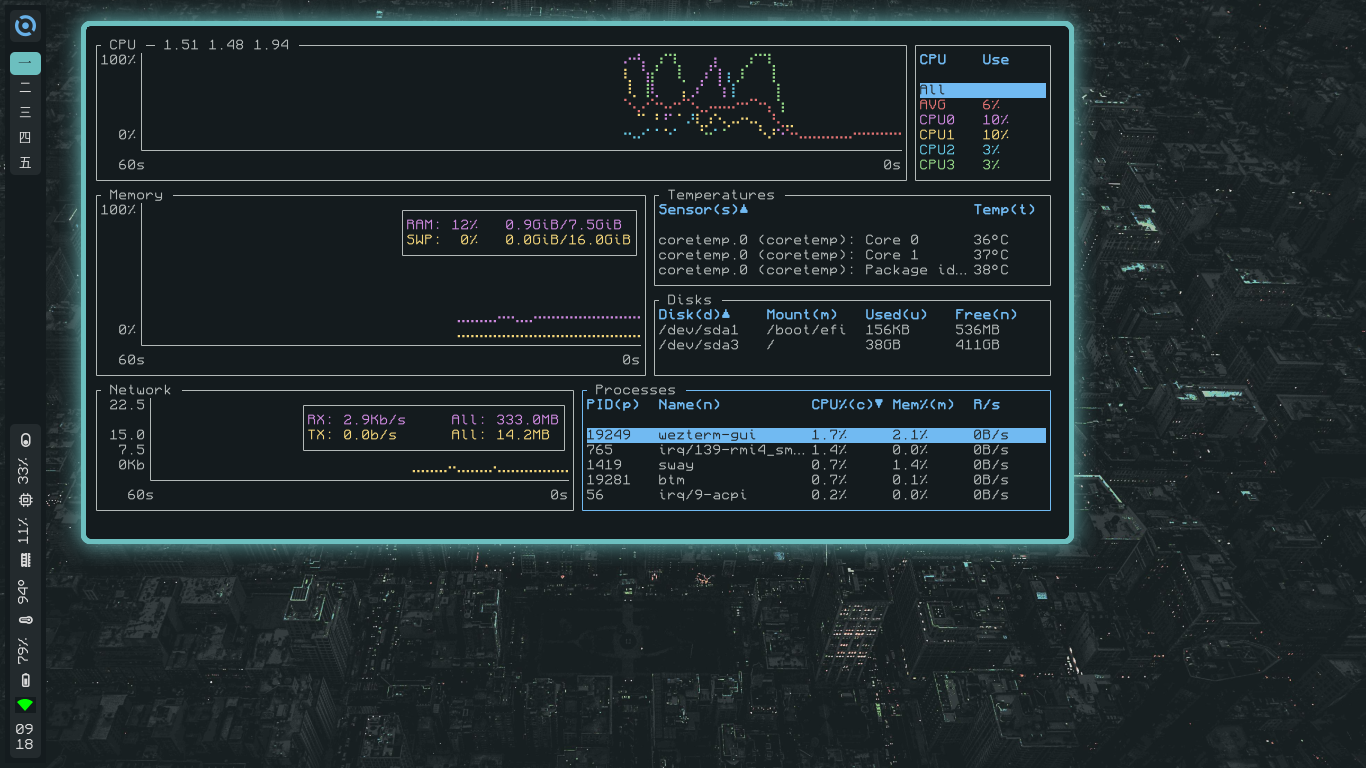 一
二
三
四
五
33%
11%
94°
79%
09
18
CPU — 1.51 1.48 1.94
100%
0%
60s 0s
CPU Use
All
AVG 6%
CPU0 10%
CPU1 10%
CPU2 3%
CPU3 3%
Memory
100%
RAM: 12% 0.9GiB/7.5GiB
SWP: 0% 0.0GiB/16.0GiB
0%
60s 0s
Temperatures
Sensor(s)▲ Temp(t)
coretemp.0 (coretemp): Core 0 36°C
coretemp.0 (coretemp): Core 1 37°C
coretemp.0 (coretemp): Package id… 38°C
Disks
Disk(d)▲ Mount(m) Used(u) Free(n)
/dev/sda1 /boot/efi 156KB 536MB
/dev/sda3 / 38GB 411GB
Network
22.5
RX: 2.9Kb/s All: 333.0MB
15.0 TX: 0.0b/s All: 14.2MB
7.5
0Kb
60s 0s
Processes
PID(p) Name(n) CPU%(c)▼ Mem%(m) R/s
19249 wezterm-gui 1.7% 2.1% 0B/s
765 irq/139-rmi4_sm… 1.4% 0.0% 0B/s
1419 sway 0.7% 1.4% 0B/s
19281 btm 0.7% 0.1% 0B/s
56 irq/9-acpi 0.2% 0.0% 0B/s